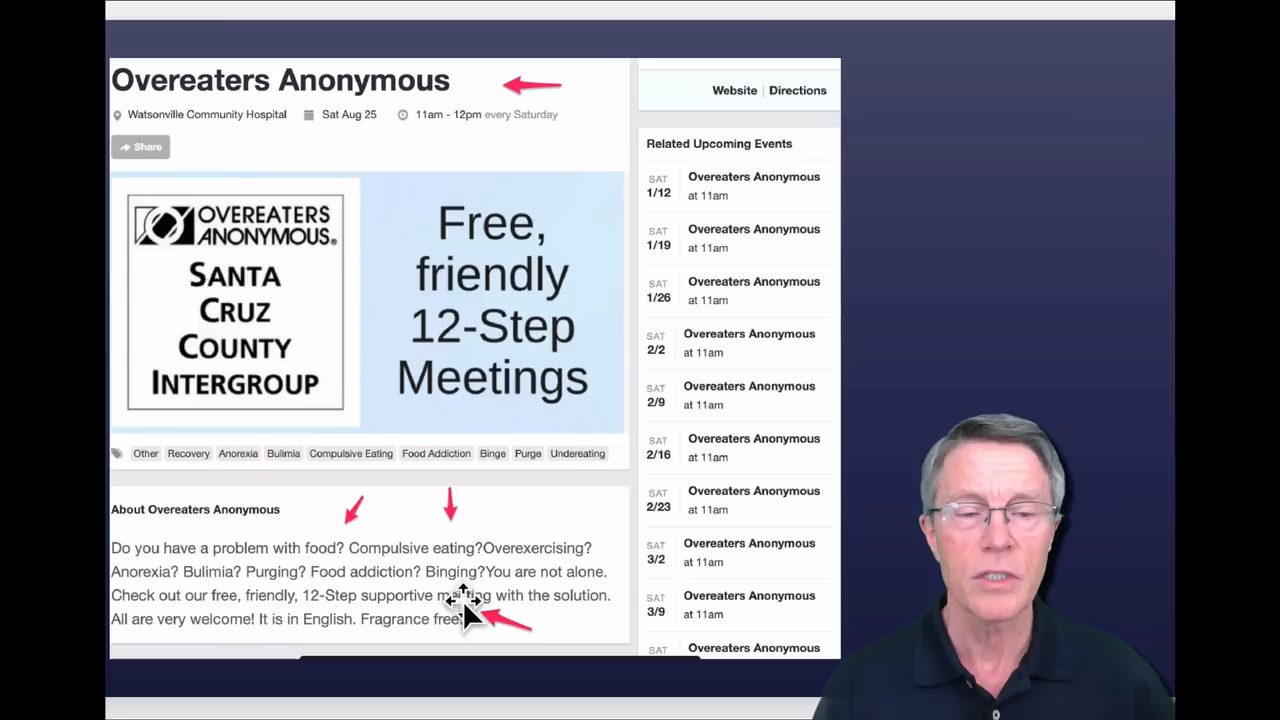 Overeaters Anonymous
Watsonville Community Hospital Sat Aug 25 11am - 12pm every Saturday
Share
OVEREATERS
ANONYMOUS®
SANTA
CRUZ
COUNTY
INTERGROUP
Free,
friendly
12-Step
Meetings
Other Recovery Anorexia Bulimia Compulsive Eating Food Addiction Binge Purge Undereating
About Overeaters Anonymous
Do you have a problem with food? Compulsive eating?Overexercising?
Anorexia? Bulimia? Purging? Food addiction? Binging?You are not alone.
Check out our free, friendly, 12-Step supportive meeting with the solution.
All are very welcome! It is in English. Fragrance free
Website | Directions
Related Upcoming Events
SAT
1/12
Overeaters Anonymous
at 11am
SAT
1/19
Overeaters Anonymous
at 11am
SAT
1/26
Overeaters Anonymous
at 11am
SAT
2/2
Overeaters Anonymous
at 11am
SAT
2/9
Overeaters Anonymous
at 11am
SAT
2/16
Overeaters Anonymous
at 11am
SAT
2/23
Overeaters Anonymous
at 11am
SAT
3/2
Overeaters Anonymous
at 11am
SAT
3/9
Overeaters Anonymous
at 11am
SAT
Overeaters Anonymous